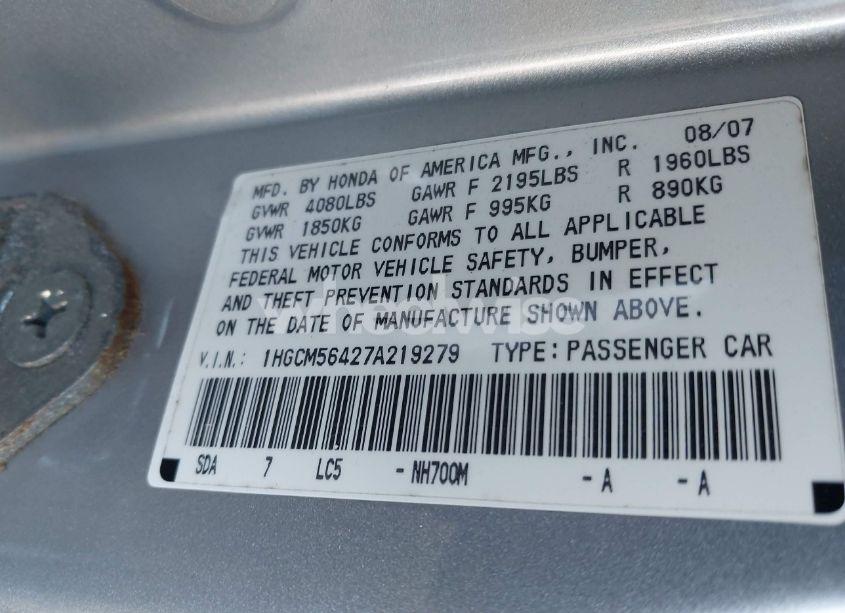 MFD. BY HONDA OF AMERICA MFG., INC. 08/07
GVWR 4080LBS GAWR F 2195LBS R 1960LBS
GVWR 1850KG GAWR F 995KG R 890KG
THIS VEHICLE CONFORMS TO ALL APPLICABLE
FEDERAL MOTOR VEHICLE SAFETY, BUMPER,
AND THEFT PREVENTION STANDARDS IN EFFECT
ON THE DATE OF MANUFACTURE SHOWN ABOVE.
V.I.N.: 1HGCM56427A219279 TYPE: PASSENGER CAR
SDA 7 LC5 -NH700M -A -A